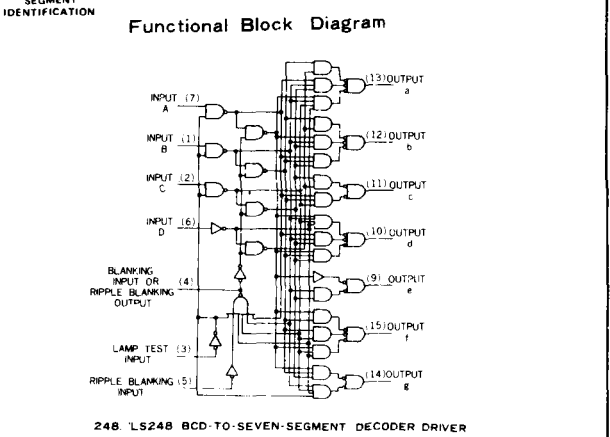 SEGMENT
IDENTIFICATION
Functional Block Diagram
INPUT (7)
A
INPUT (1)
B
INPUT (2)
C
INPUT (6)
D
BLANKING
INPUT OR (4)
RIPPLE BLANKING
OUTPUT
LAMP TEST (3)
INPUT
RIPPLE BLANKING (5)
INPUT
(13) OUTPUT
a
(12) OUTPUT
b
(11) OUTPUT
c
(10) OUTPUT
d
(9) OUTPUT
e
(15) OUTPUT
f
(14) OUTPUT
g
248. 'LS248 BCD-TO-SEVEN-SEGMENT DECODER DRIVER